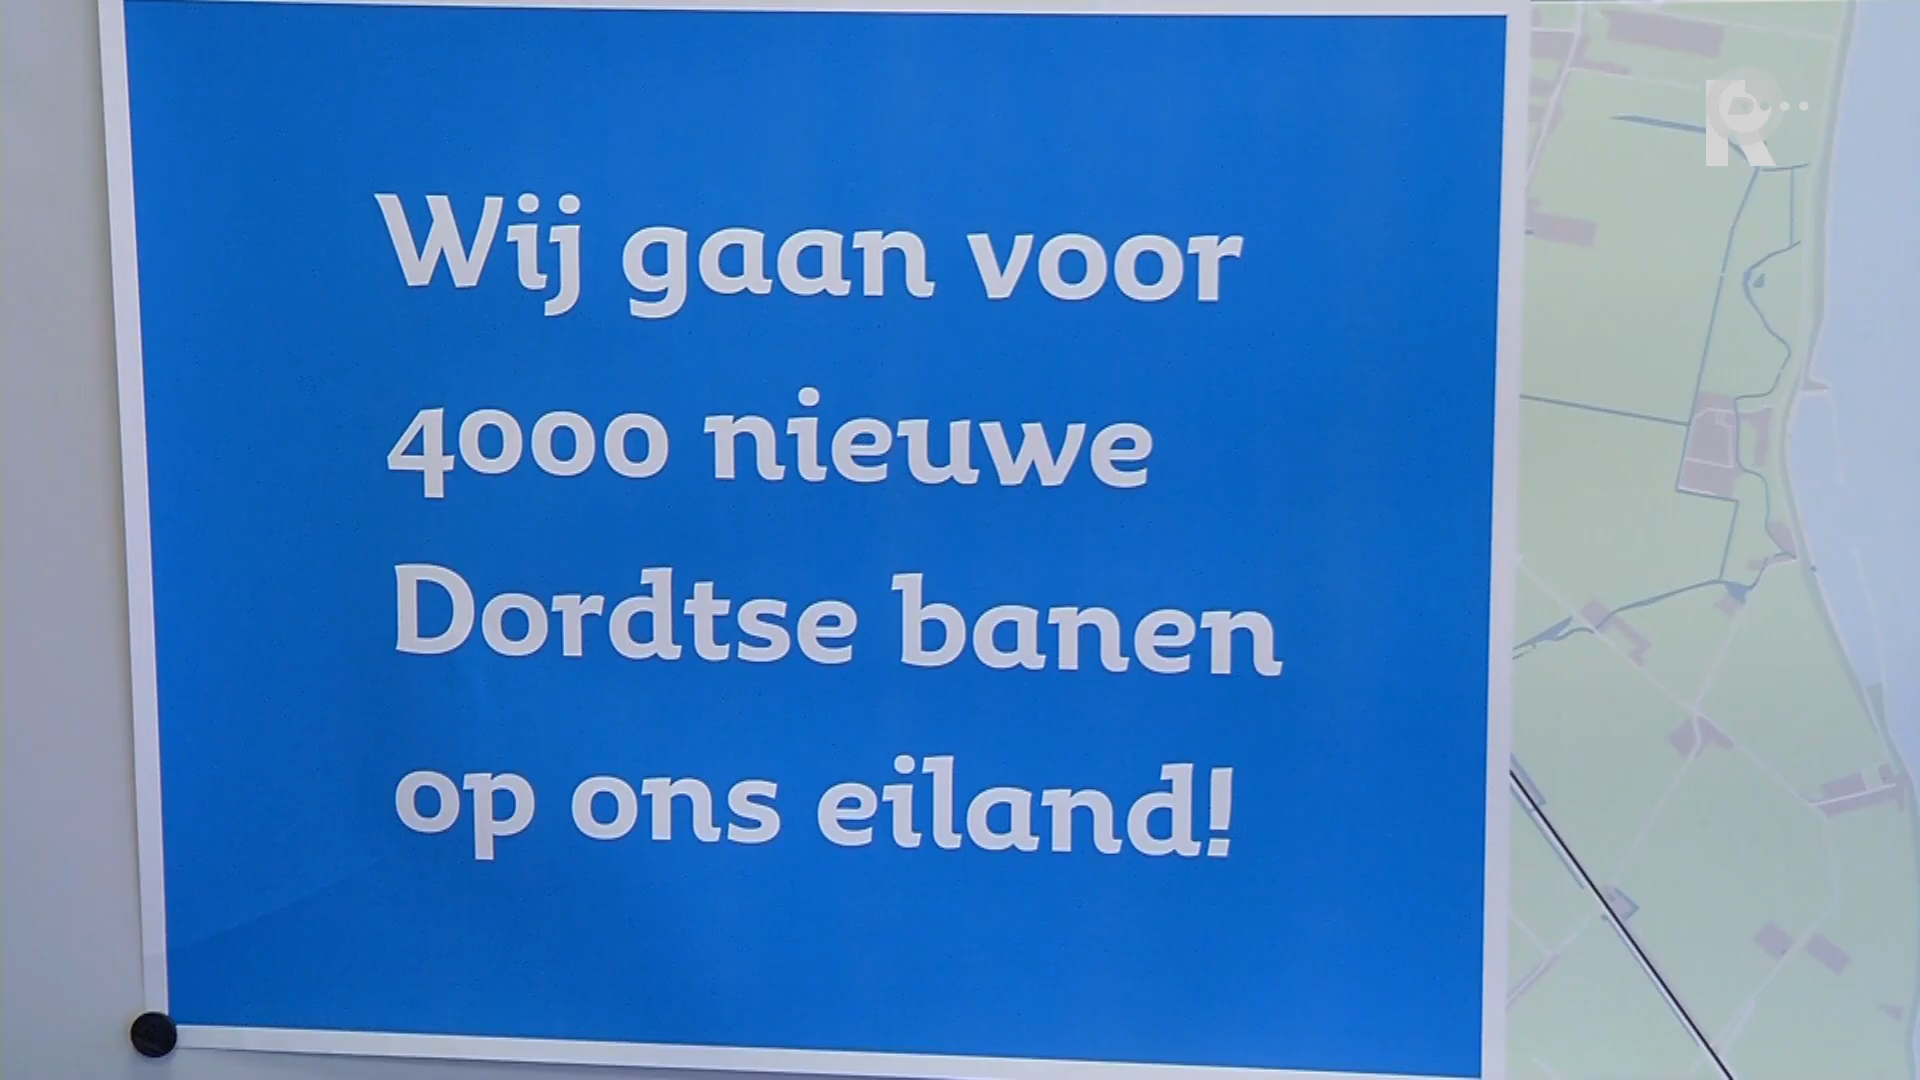 Wij gaan voor
4000 nieuwe
Dordtse banen
op ons eiland!
R